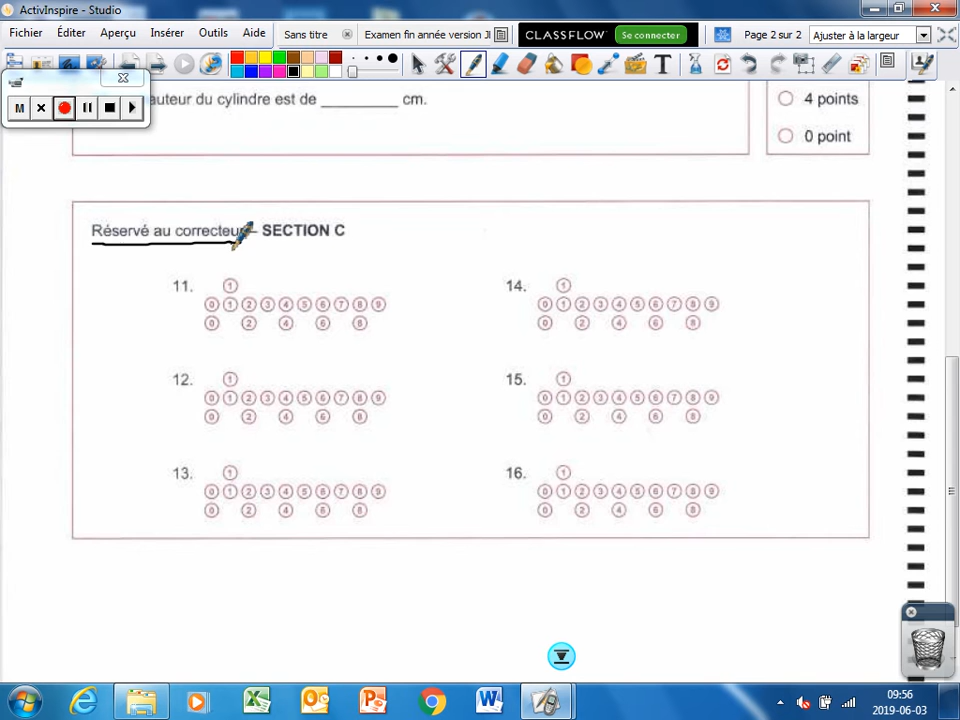 ActivInspire - Studio
Fichier Éditer Aperçu Insérer Outils Aide Sans titre Examen fin année version JI CLASSFLOW Se connecter Page 2 sur 2 Ajuster à la largeur
M
auteur du cylindre est de __________ cm.
4 points
0 point
Réservé au correcteur – SECTION C
11.
1
0 1 2 3 4 5 6 7 8 9
0 2 4 6 8
14.
1
0 1 2 3 4 5 6 7 8 9
0 2 4 6 8
12.
1
0 1 2 3 4 5 6 7 8 9
0 2 4 6 8
15.
1
0 1 2 3 4 5 6 7 8 9
0 2 4 6 8
13.
1
0 1 2 3 4 5 6 7 8 9
0 2 4 6 8
16.
1
0 1 2 3 4 5 6 7 8 9
0 2 4 6 8
09:56
2019-06-03